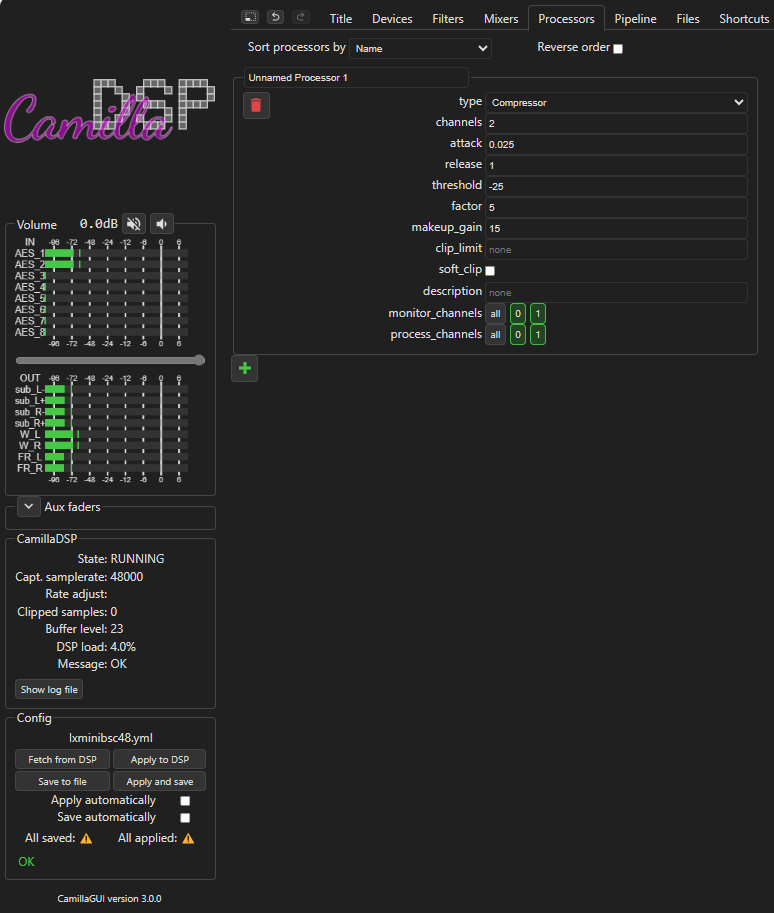 Title Devices Filters Mixers Processors Pipeline Files Shortcuts
Sort processors by Name Reverse order
Unnamed Processor 1
type Compressor
channels 2
attack 0.025
release 1
threshold -25
factor 5
makeup_gain 15
clip_limit none
soft_clip
description none
monitor_channels all 0 1
process_channels all 0 1
Camilla DSP
Volume 0.0dB
IN -96 -72 -48 -24 -12 -6 0 6
AES_1
AES_2
AES_3
AES_4
AES_5
AES_6
AES_7
AES_8
-96 -72 -48 -24 -12 -6 0 6
OUT -96 -72 -48 -24 -12 -6 0 6
sub_L-
sub_L+
sub_R-
sub_R+
W_L
W_R
FR_L
FR_R
-96 -72 -48 -24 -12 -6 0 6
Aux faders
CamillaDSP
State: RUNNING
Capt. samplerate: 48000
Rate adjust:
Clipped samples: 0
Buffer level: 23
DSP load: 4.0%
Message: OK
Show log file
Config
lxminibsc48.yml
Fetch from DSP Apply to DSP
Save to file Apply and save
Apply automatically
Save automatically
All saved: All applied:
OK
CamillaGUI version 3.0.0